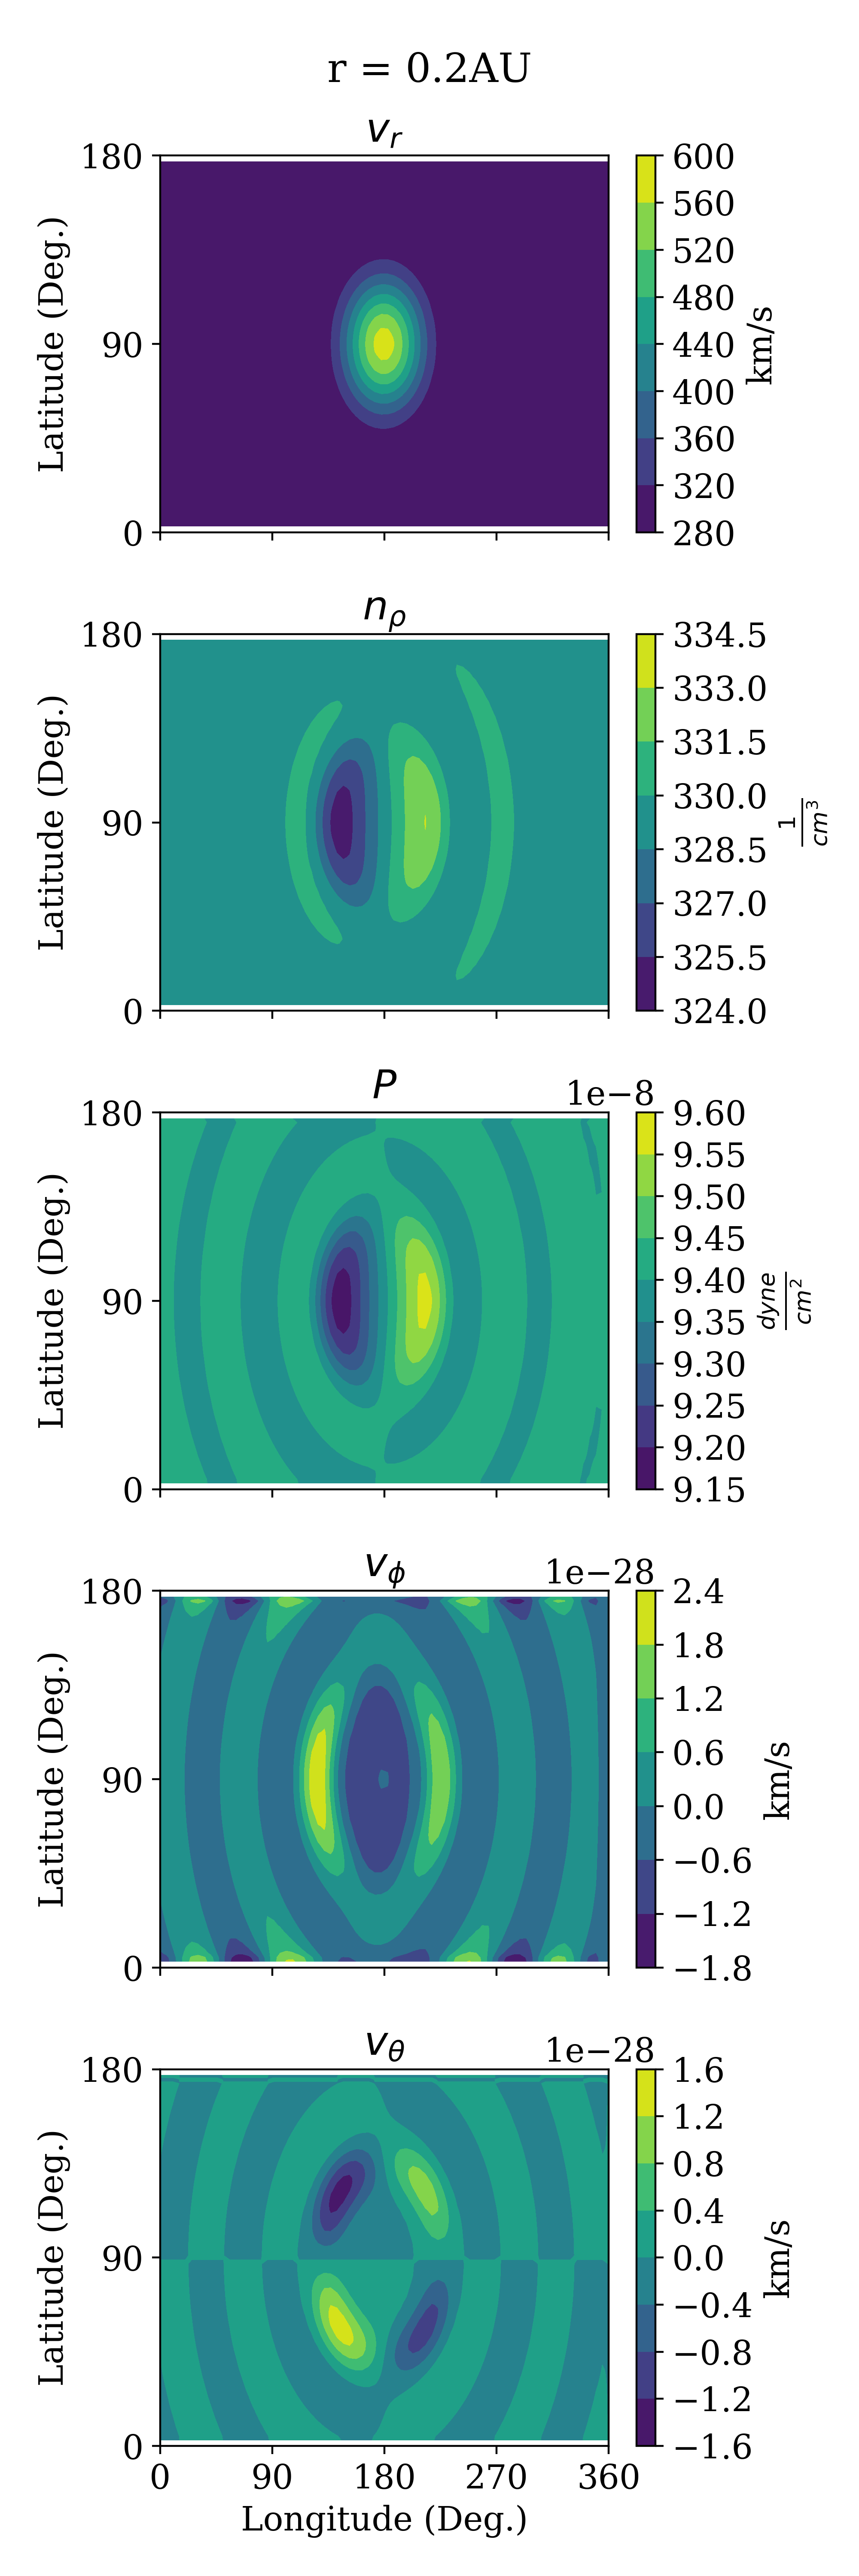 r = 0.2AU
v_r
180
90
0
Latitude (Deg.)
600
560
520
480
440
400
360
320
280
km/s
n_ρ
180
90
0
Latitude (Deg.)
334.5
333.0
331.5
330.0
328.5
327.0
325.5
324.0
1/cm³
P
1e−8
180
90
0
Latitude (Deg.)
9.60
9.55
9.50
9.45
9.40
9.35
9.30
9.25
9.20
9.15
dyne/cm²
v_ϕ
1e−28
180
90
0
Latitude (Deg.)
2.4
1.8
1.2
0.6
0.0
−0.6
−1.2
−1.8
km/s
v_θ
1e−28
180
90
0
Latitude (Deg.)
1.6
1.2
0.8
0.4
0.0
−0.4
−0.8
−1.2
−1.6
km/s
0 90 180 270 360
Longitude (Deg.)